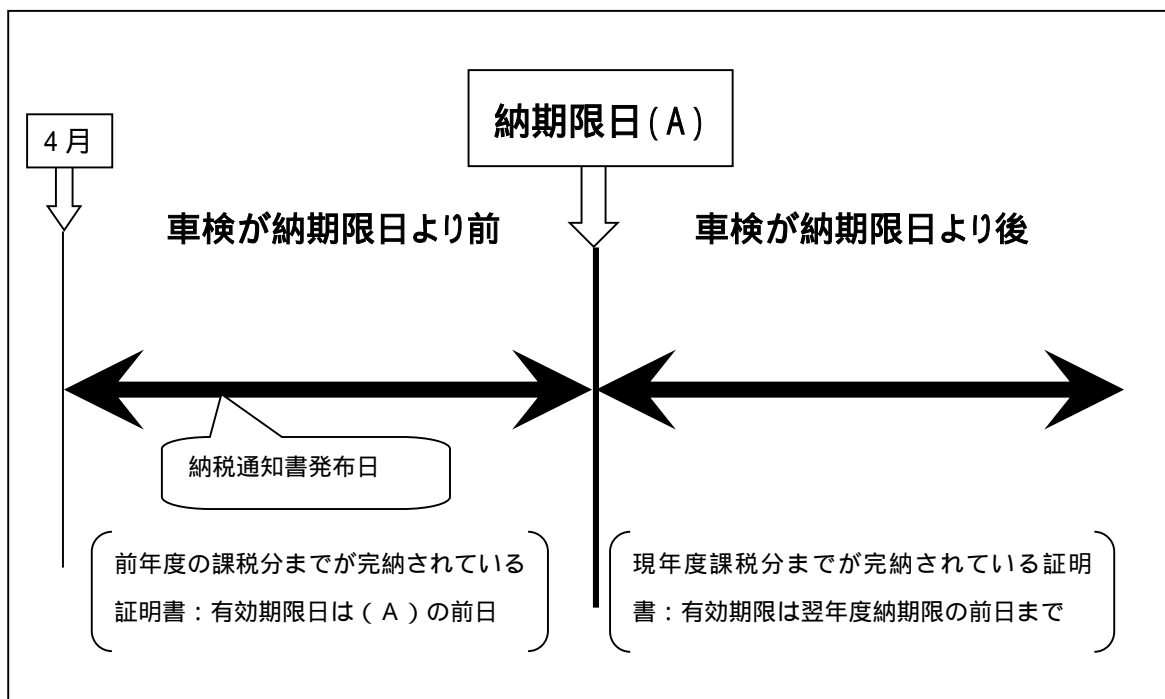 4月
納期限日(A)
車検が納期限日より前
車検が納期限日より後
納税通知書発布日
前年度の課税分までが完納されている
証明書:有効期限日は(A)の前日
現年度課税分までが完納されている証明
書:有効期限は翌年度納期限の前日まで